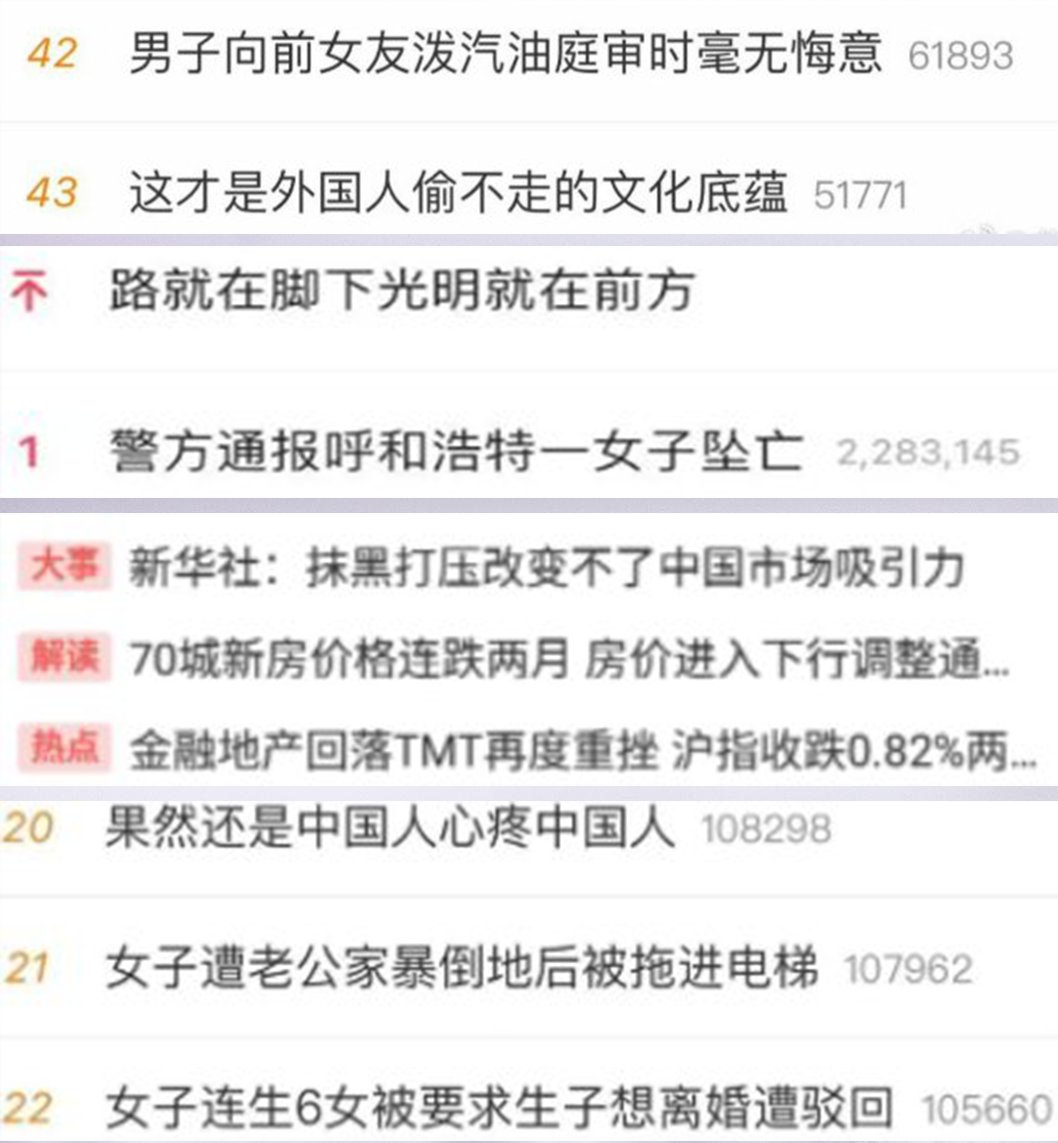 42 男子向前女友泼汽油庭审时毫无悔意 61893
43 这才是外国人偷不走的文化底蕴 51771
路就在脚下光明就在前方
1 警方通报呼和浩特一女子坠亡 2,283,145
大事 新华社：抹黑打压改变不了中国市场吸引力
解读 70城新房价格连跌两月 房价进入下行调整通...
热点 金融地产回落TMT再度重挫 沪指收跌0.82%两...
20 果然还是中国人心疼中国人 108298
21 女子遭老公家暴倒地后被拖进电梯 107962
22 女子连生6女被要求生子想离婚遭驳回 105660